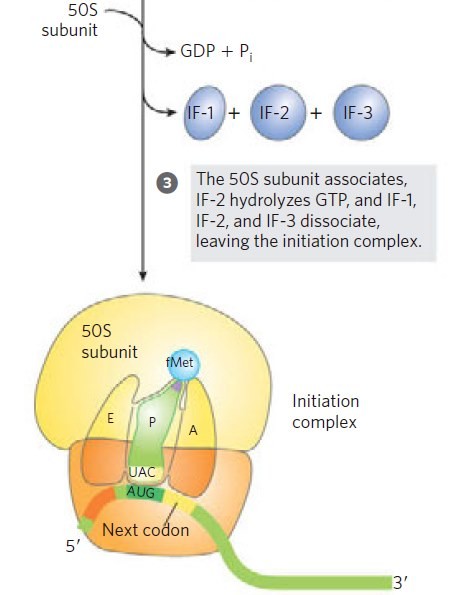 50S
subunit
GDP + Pi
IF-1 + IF-2 + IF-3
3 The 50S subunit associates,
IF-2 hydrolyzes GTP, and IF-1,
IF-2, and IF-3 dissociate,
leaving the initiation complex.
50S
subunit
fMet
Initiation
complex
E P A
UAC
AUG
Next codon
5′
3′